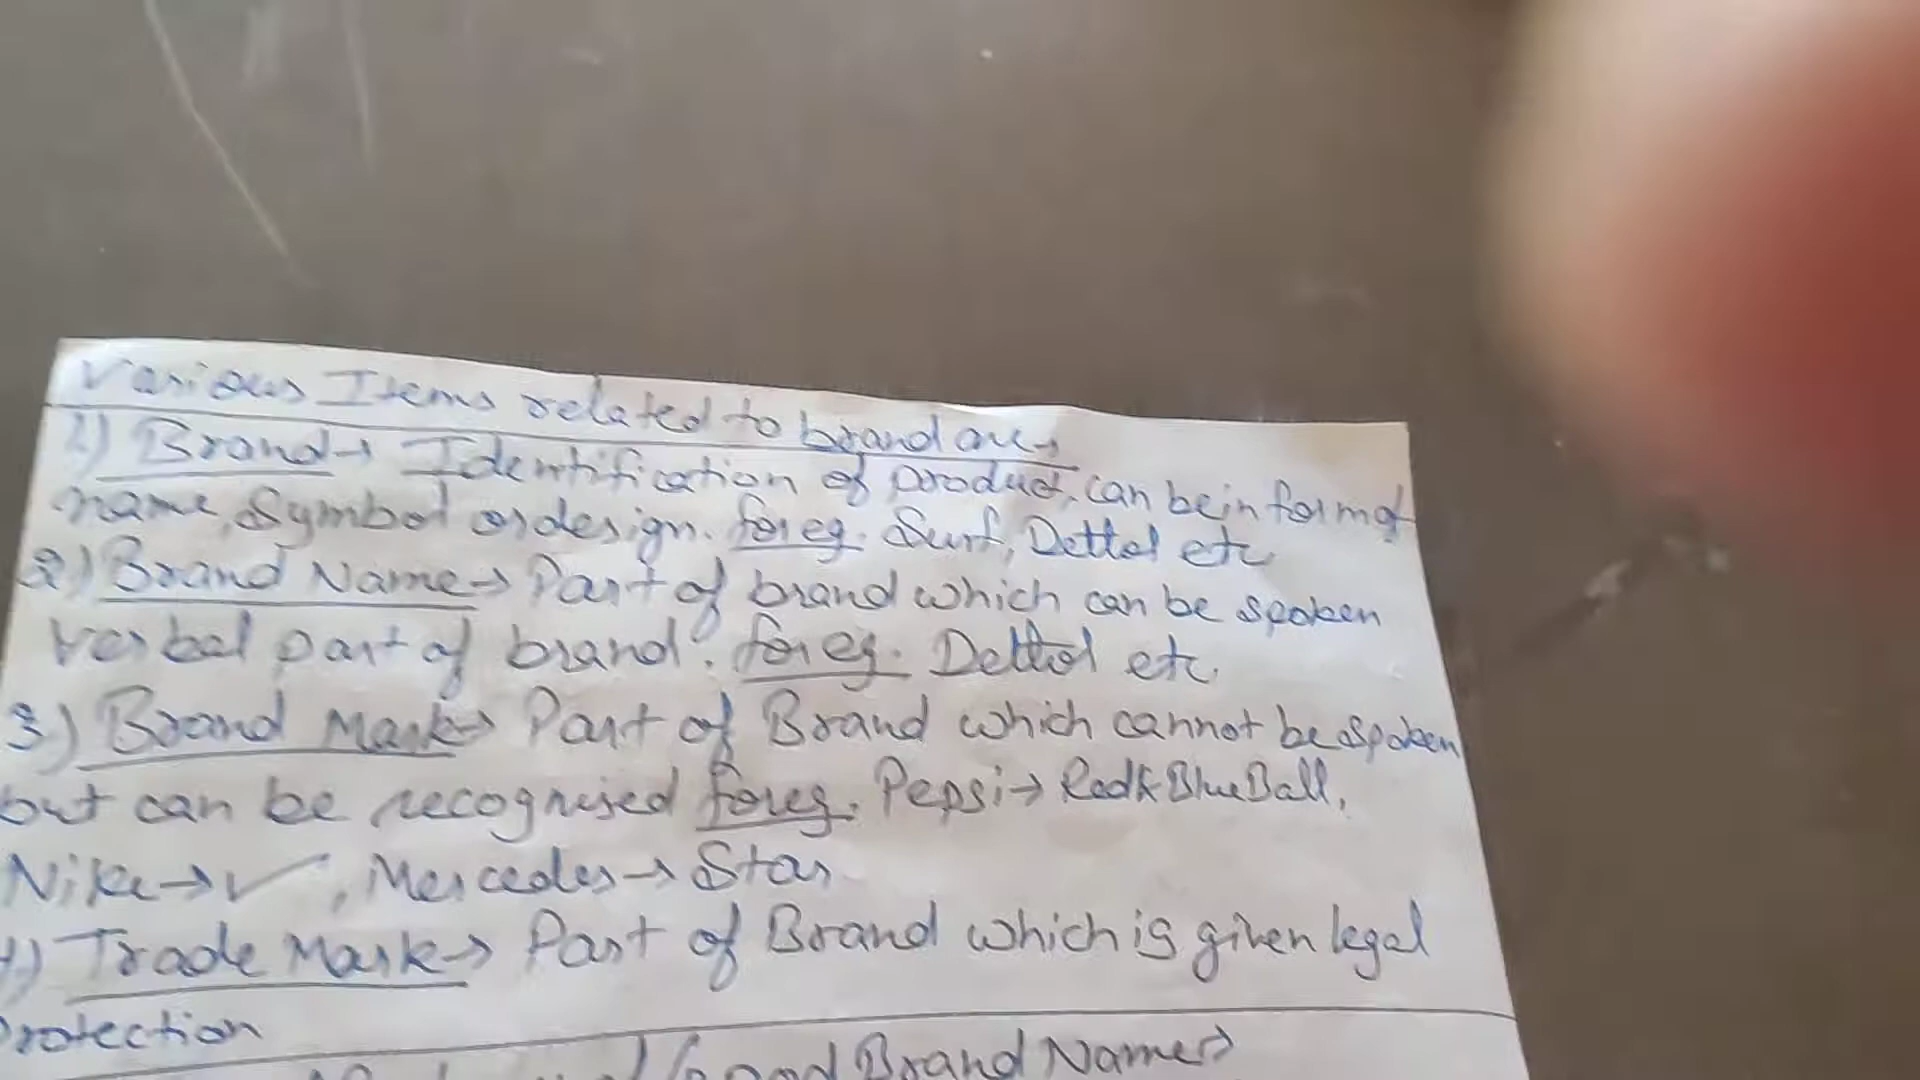 Various Items related to brand are→
1) Brand→ Identification of product, can be in form of
name, Symbol or design. for eg. Surf, Dettol etc
2) Brand Name→ Part of brand which can be spoken
Verbal part of brand. for eg. Dettol etc.
3) Brand Mark→ Part of Brand which cannot be spoken
but can be recognised for eg. Pepsi→ Red & Blue Ball,
Nike→✓, Mercedes→ Star
4) Trade Mark→ Part of Brand which is given legal
Protection
Good Brand Name→